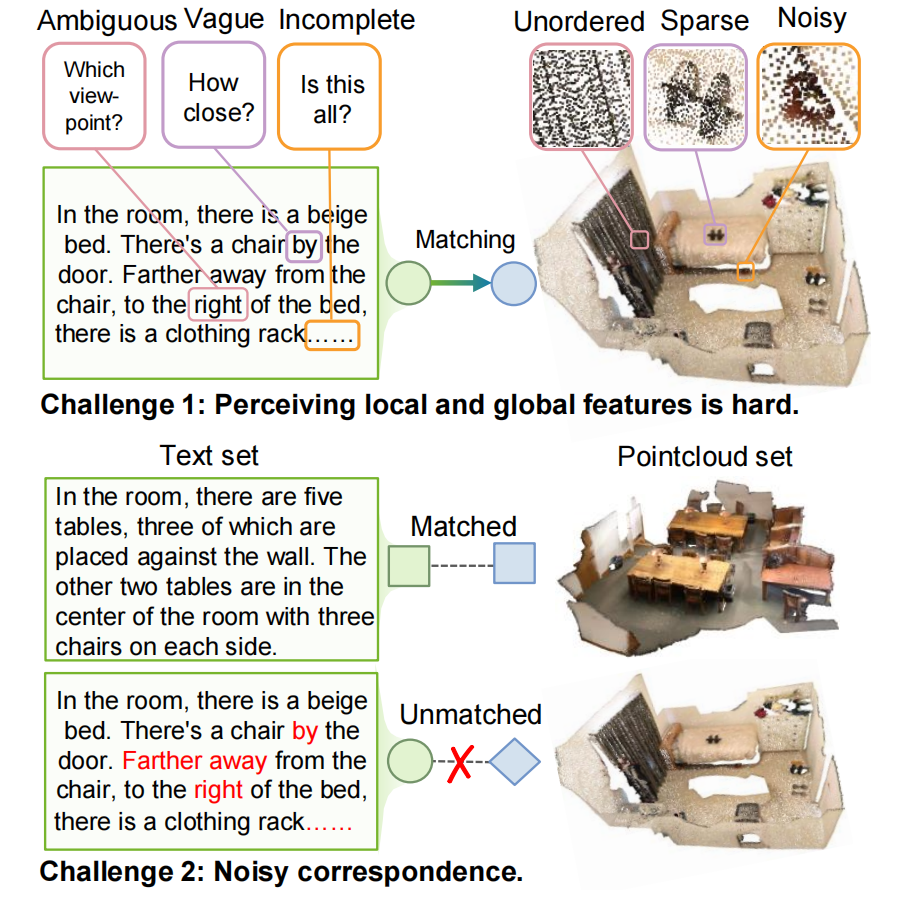 Ambiguous Vague Incomplete
Unordered Sparse Noisy
Which
view-
point?
How
close?
Is this
all?
In the room, there is a beige
bed. There's a chair by the
door. Farther away from the
chair, to the right of the bed,
there is a clothing rack……
Matching
Challenge 1: Perceiving local and global features is hard.
Text set
Pointcloud set
In the room, there are five
tables, three of which are
placed against the wall. The
other two tables are in the
center of the room with three
chairs on each side.
Matched
In the room, there is a beige
bed. There's a chair by the
door. Farther away from the
chair, to the right of the bed,
there is a clothing rack……
Unmatched
Challenge 2: Noisy correspondence.